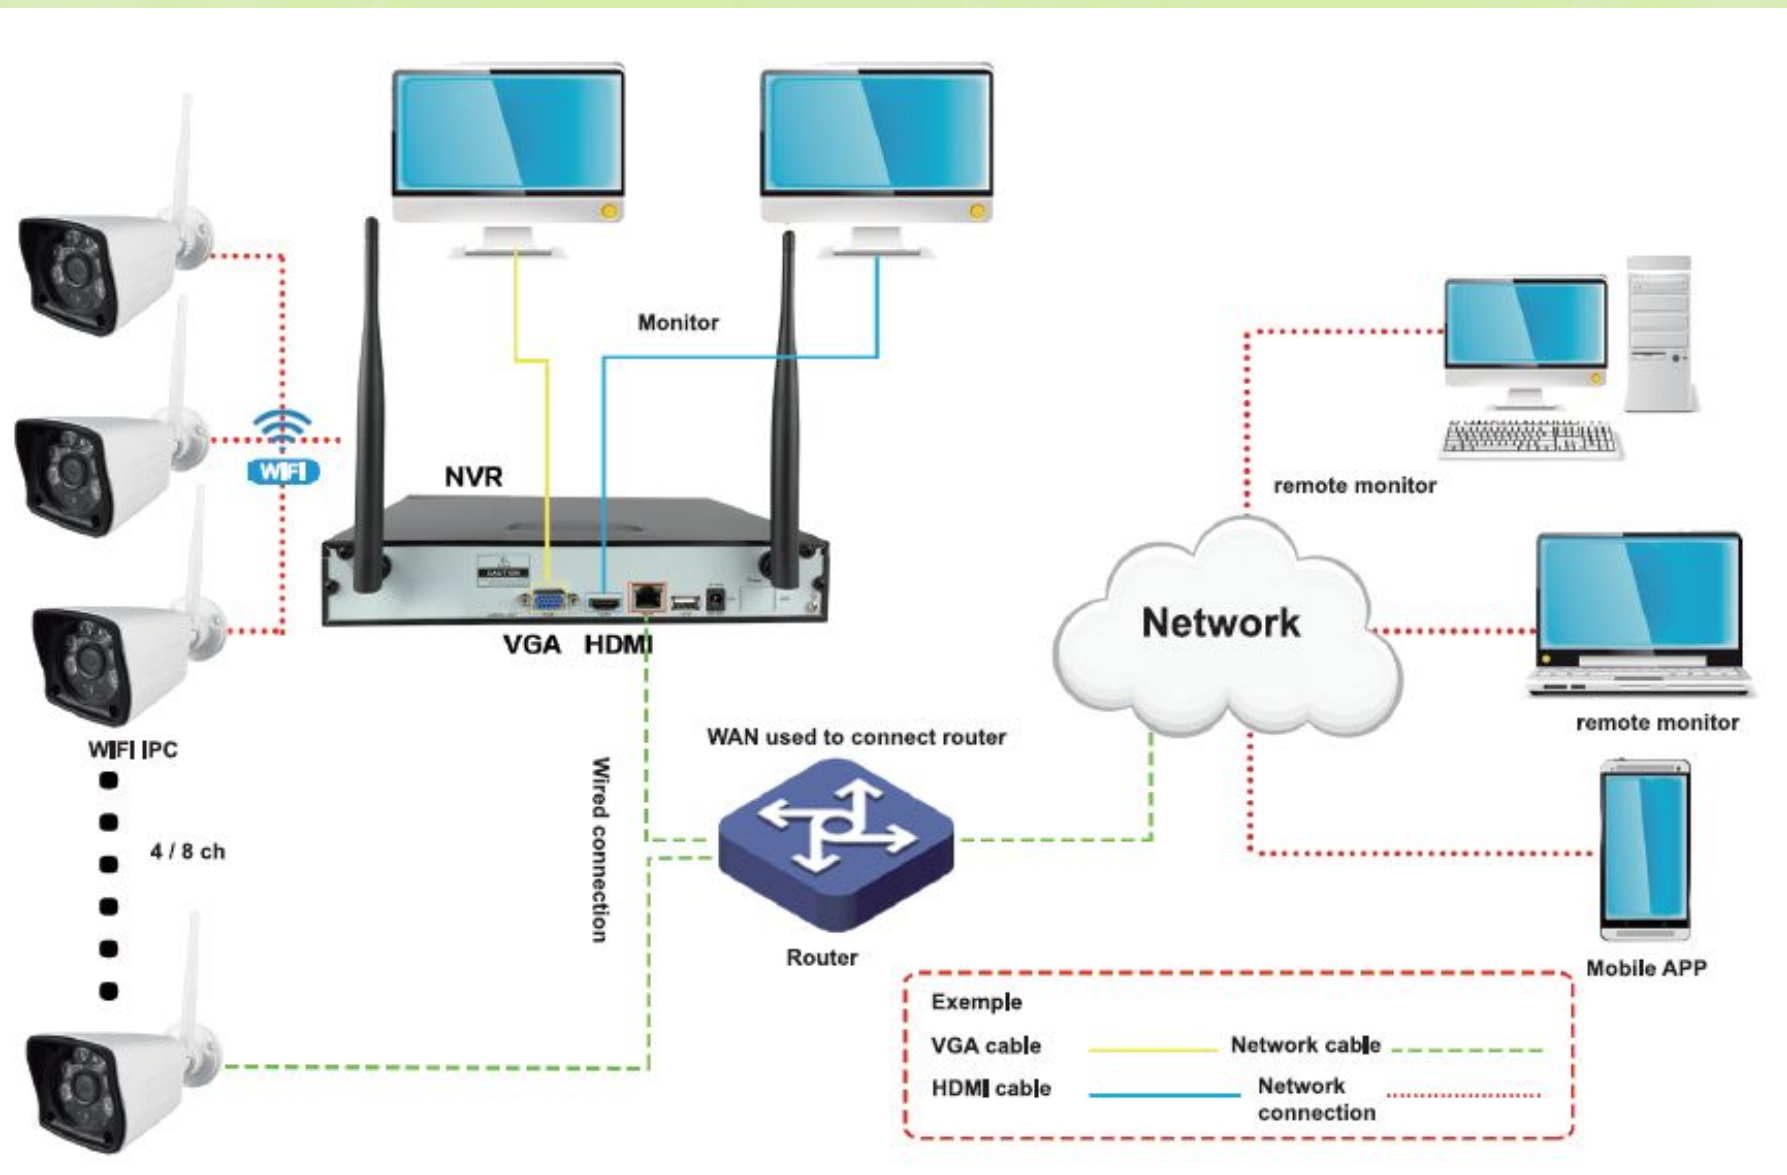 Monitor
NVR
WIFI
CAUTION
VGA HDMI
remote monitor
Network
remote monitor
WIFI IPC
4 / 8 ch
Wired connection
WAN used to connect router
Router
Mobile APP
Exemple
VGA cable
Network cable
HDMI cable
Network
connection